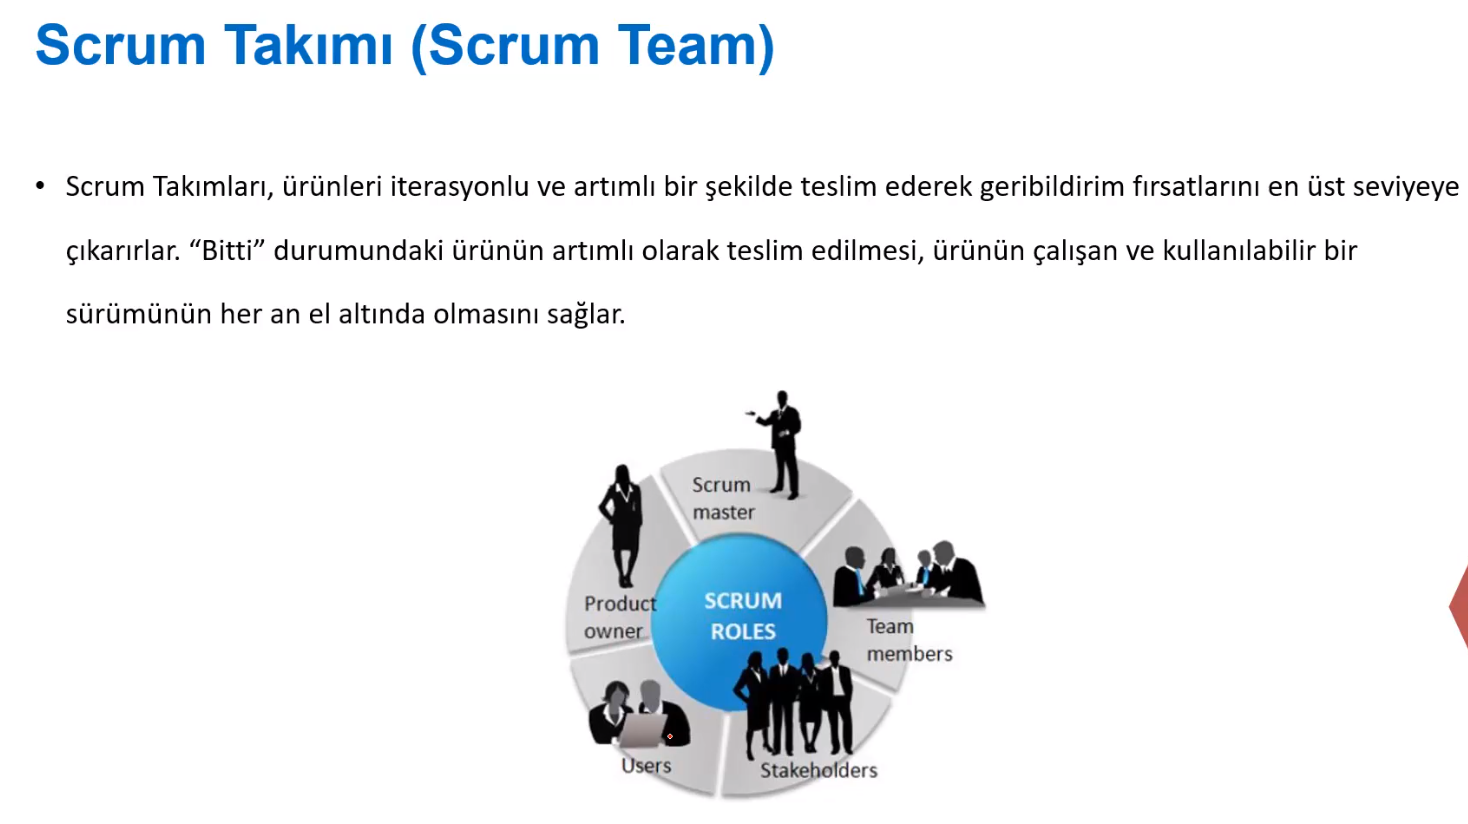 Scrum Takımı (Scrum Team)
• Scrum Takımları, ürünleri iterasyonlu ve artımlı bir şekilde teslim ederek geribildirim fırsatlarını en üst seviyeye
çıkarırlar. “Bitti” durumundaki ürünün artımlı olarak teslim edilmesi, ürünün çalışan ve kullanılabilir bir
sürümünün her an el altında olmasını sağlar.
Scrum
master
Product
owner
SCRUM
ROLES
Team
members
Users
Stakeholders